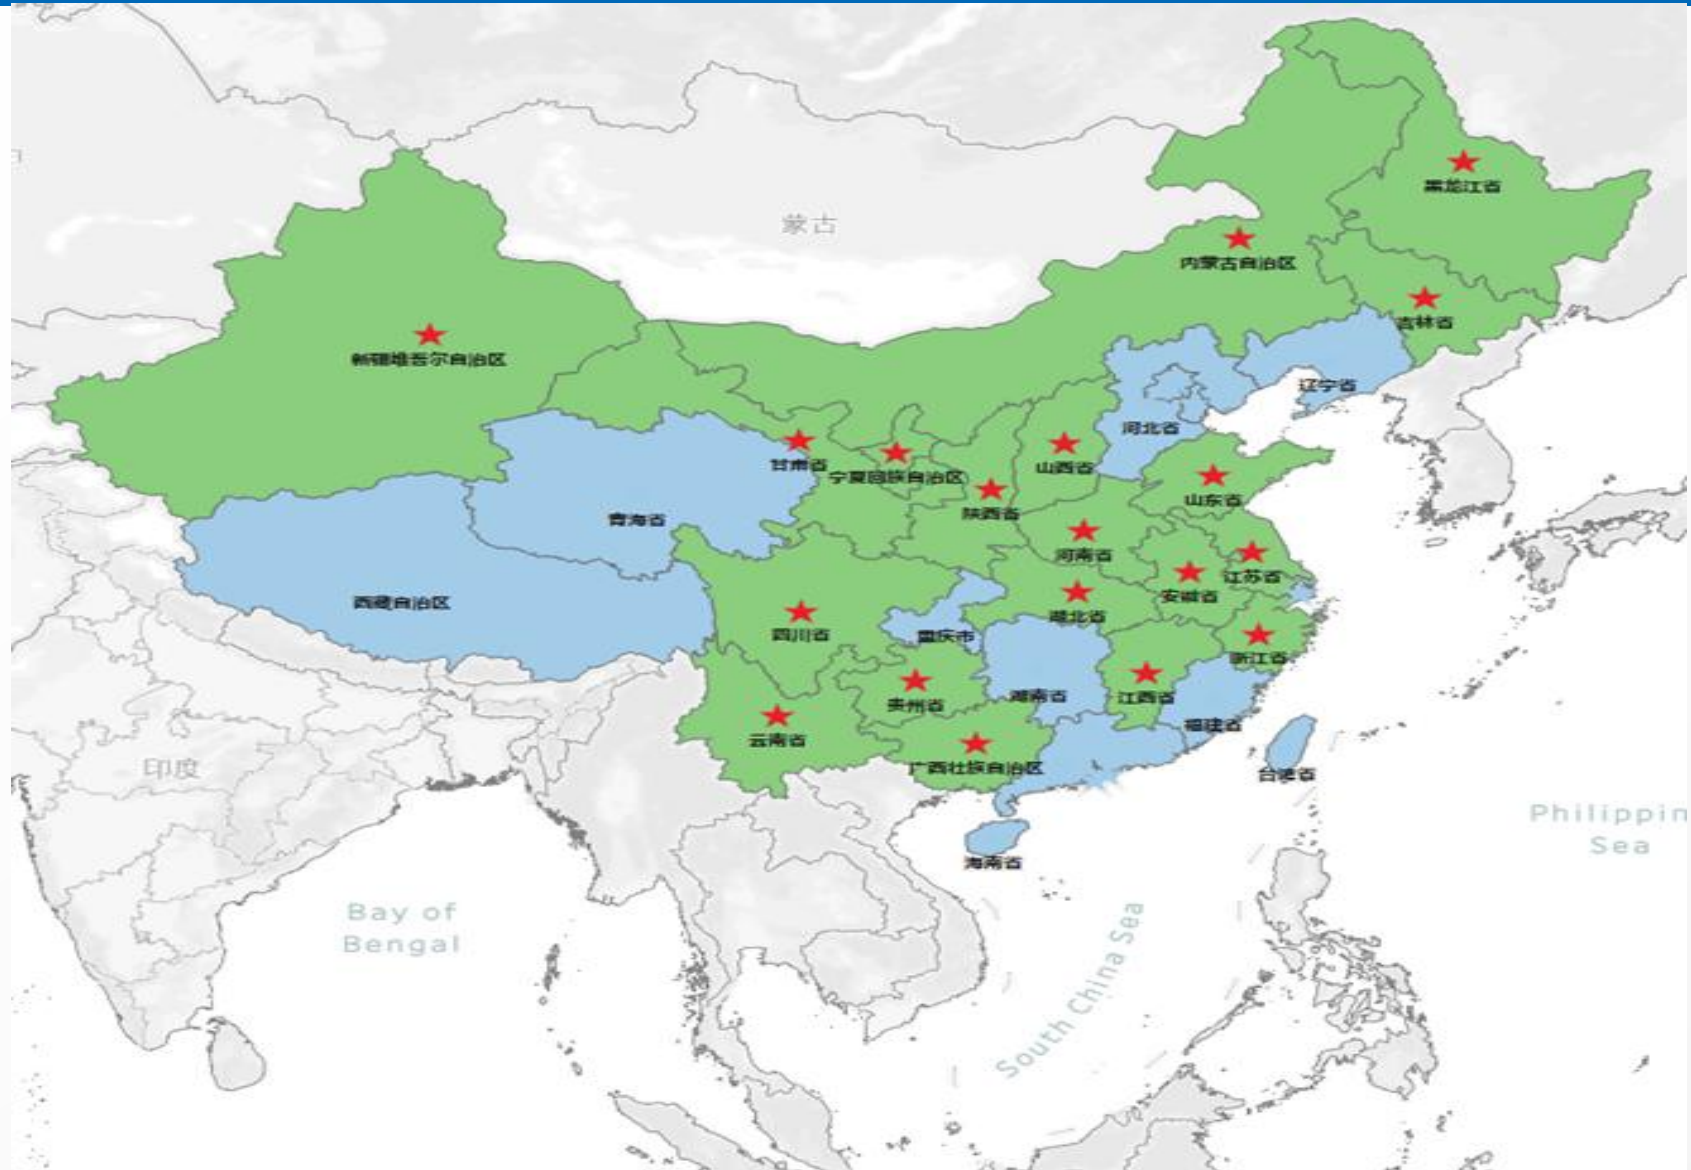 黑龙江省
蒙古
内蒙古自治区
吉林省
新疆维吾尔自治区
辽宁省
河北省
甘肃省
宁夏回族自治区
山西省
山东省
陕西省
青海省
河南省
江苏省
安徽省
西藏自治区
湖北省
四川省
重庆市
浙江省
湖南省
江西省
贵州省
福建省
云南省
广西壮族自治区
台湾省
印度
Philippin
Sea
海南省
Bay of
Bengal
South China Sea